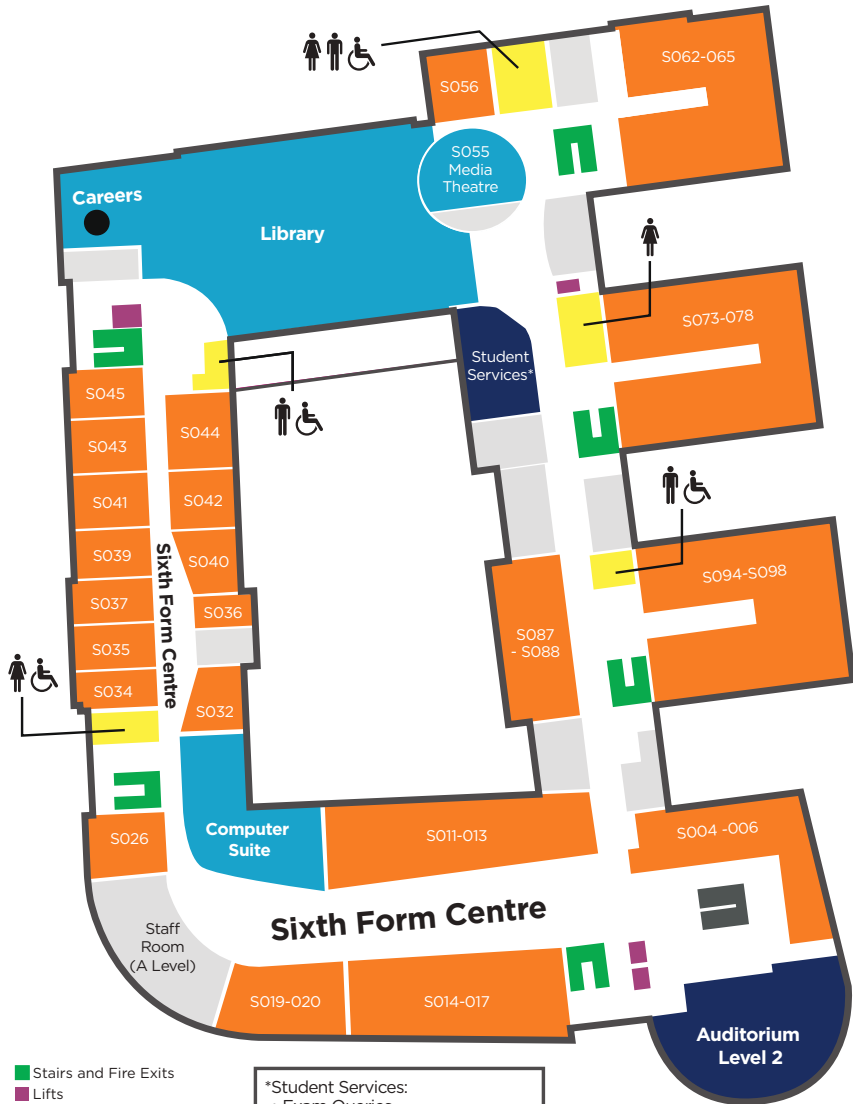 S062-065
S056
S055
Media
Theatre
Careers
Library
S073-078
Student
Services*
S045
S044
S043
S042
S041
S040
S039
S094-S098
S037
S036
S087
- S088
S035
Sixth Form Centre
S034
S032
Computer
Suite
S026
S011-013
S004 -006
Sixth Form Centre
Staff
Room
(A Level)
S019-020
S014-017
Auditorium
Level 2
Stairs and Fire Exits
Lifts
*Student Services:
Exam Queries